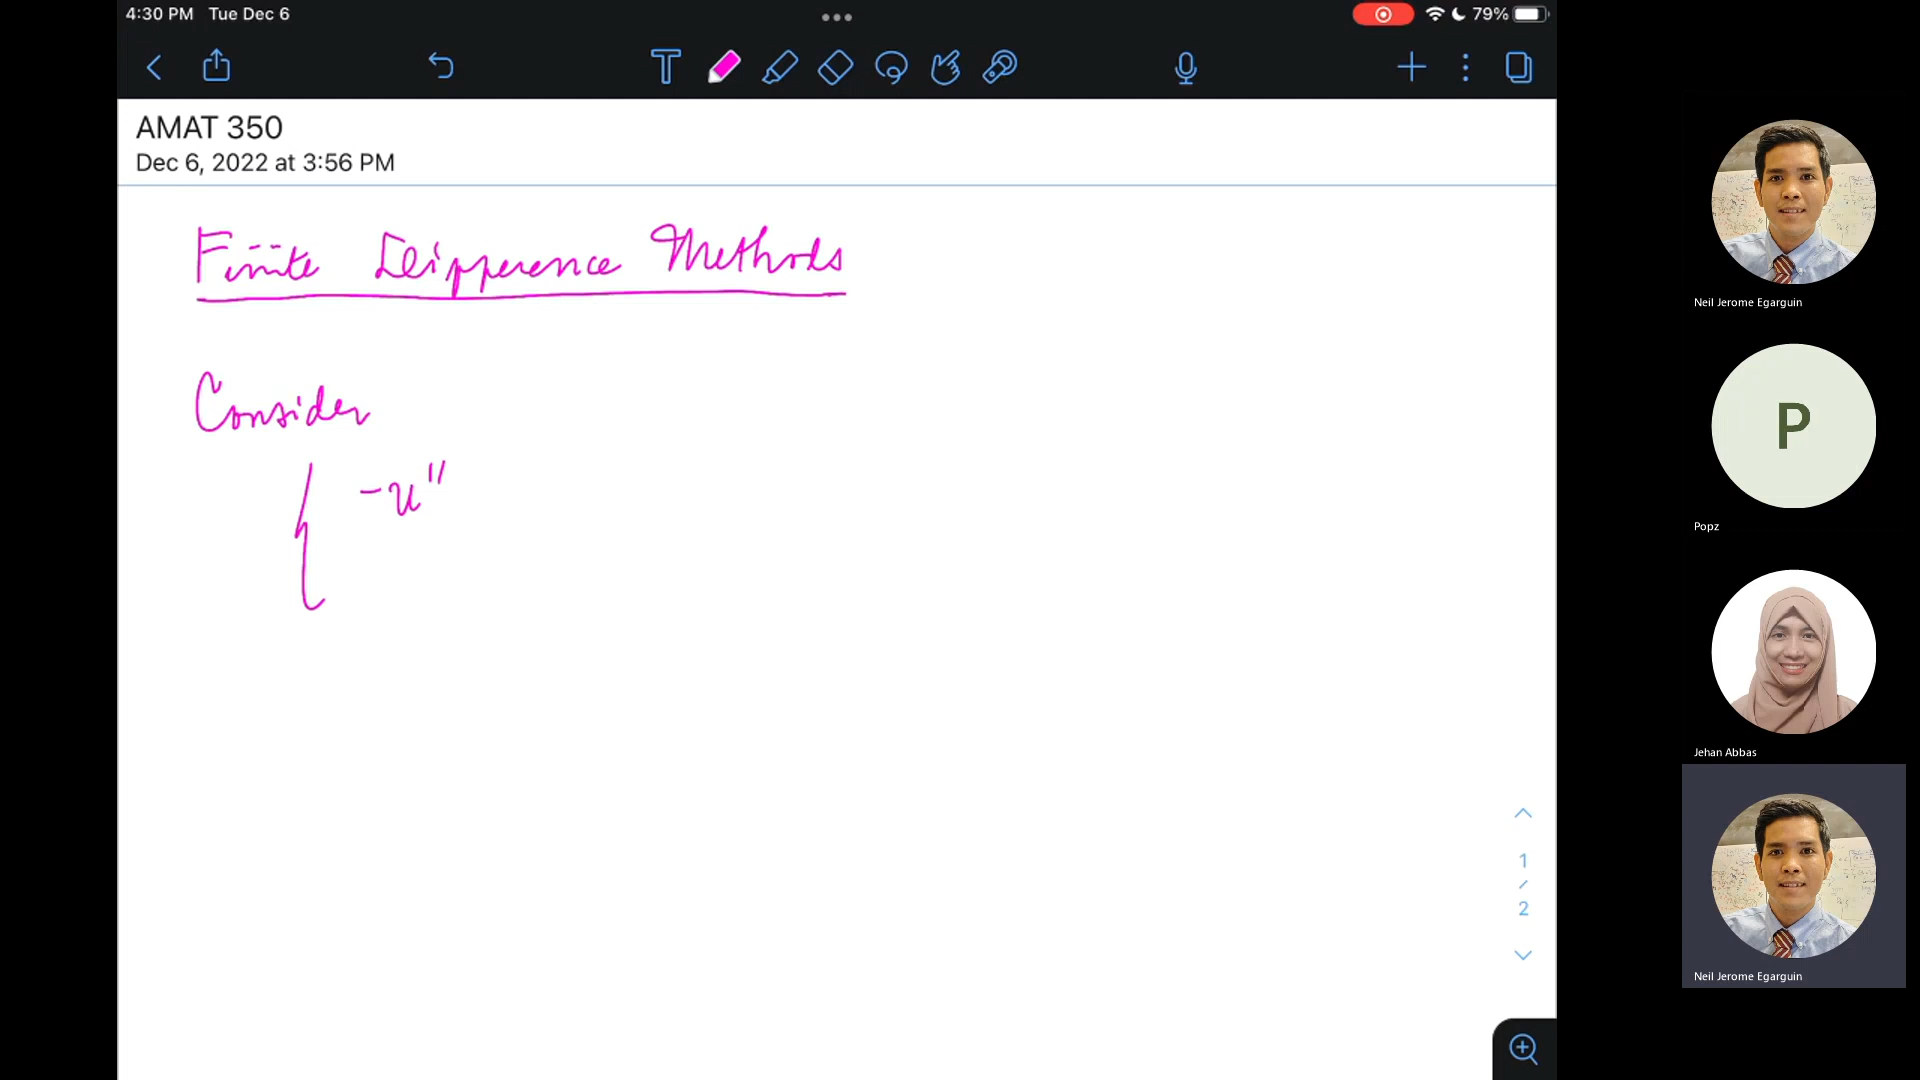 4:30 PM Tue Dec 6
79%
AMAT 350
Dec 6, 2022 at 3:56 PM
Finite Difference Methods
Consider
{ -u''
1
/
2
Neil Jerome Egarguin
P
Popz
Jehan Abbas
Neil Jerome Egarguin